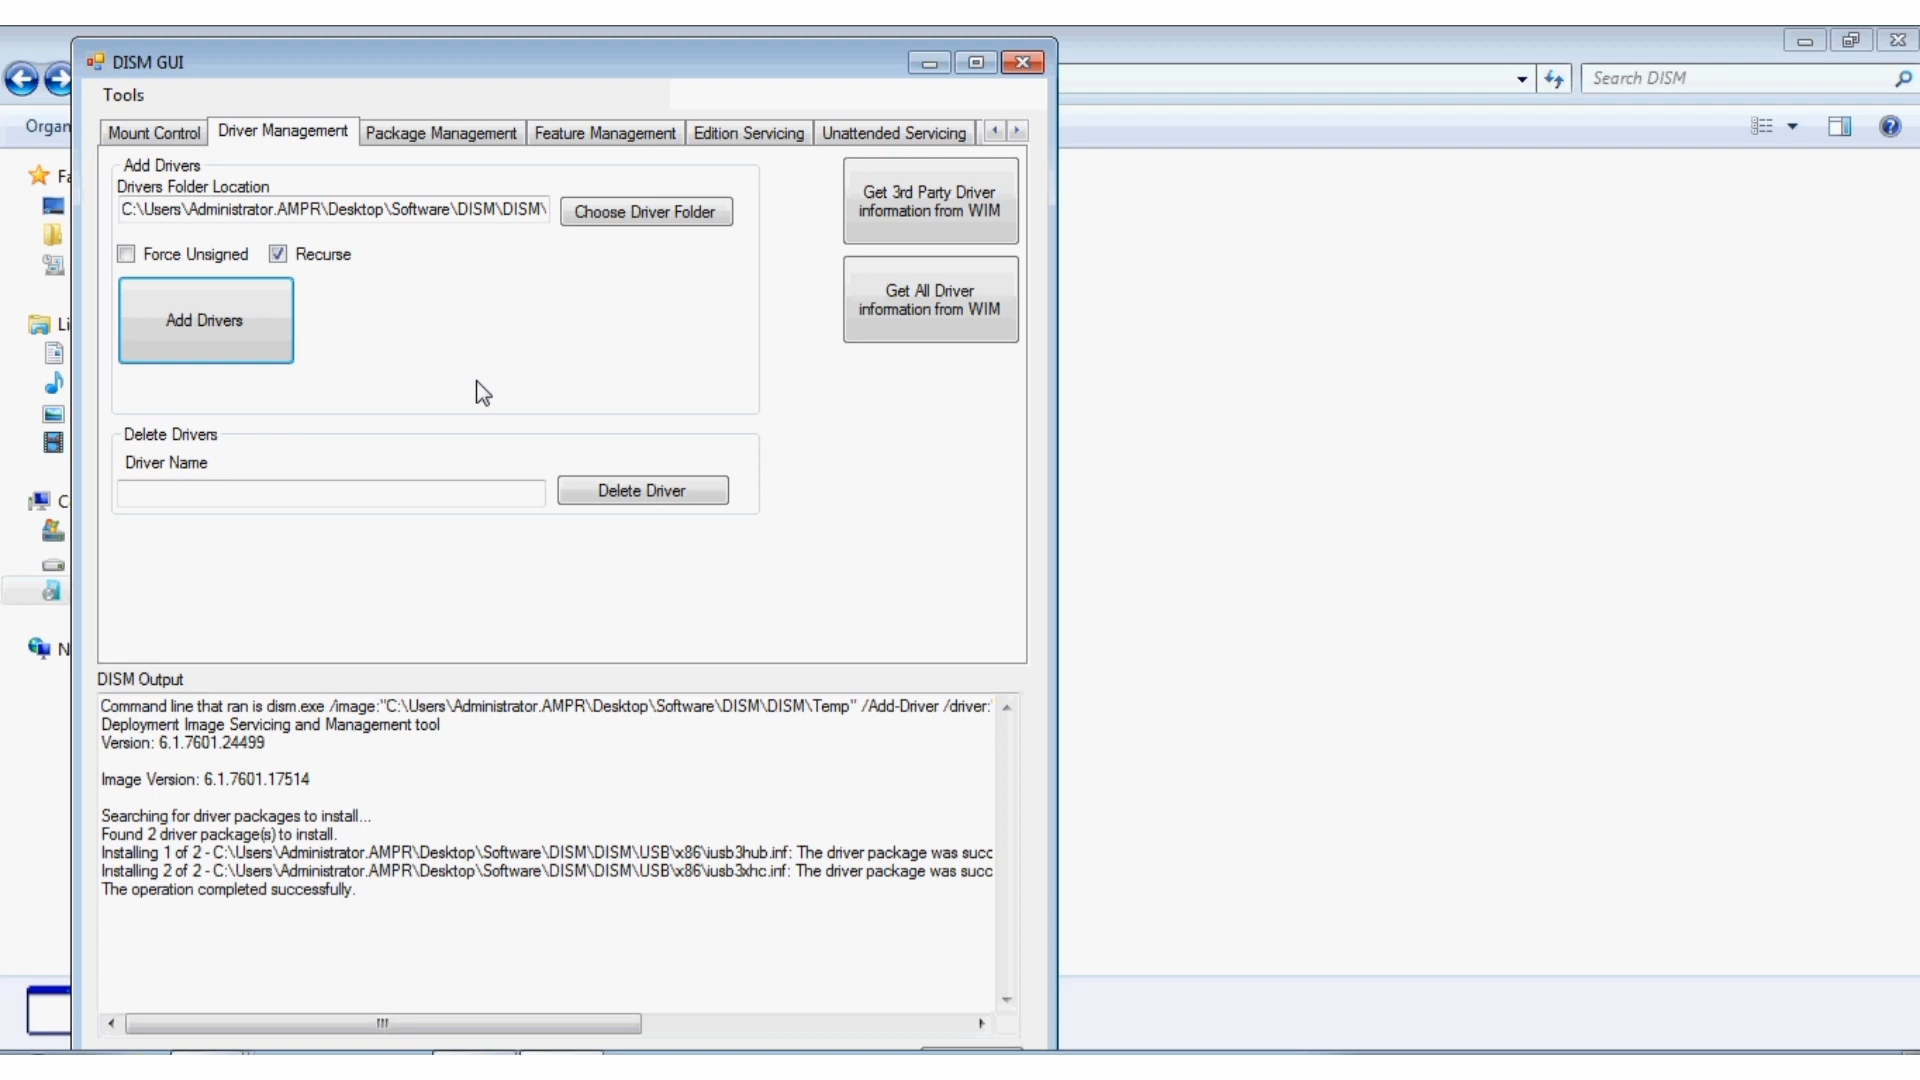 DISM GUI
Search DISM
Tools
Organ
Mount Control
Driver Management
Package Management
Feature Management
Edition Servicing
Unattended Servicing
Add Drivers
Drivers Folder Location
C:\Users\Administrator.AMPR\Desktop\Software\DISM\DISM\
Choose Driver Folder
Get 3rd Party Driver
information from WIM
Force Unsigned
Recurse
Get All Driver
information from WIM
Add Drivers
Delete Drivers
Driver Name
Delete Driver
Fa
Li
C
N
DISM Output
Command line that ran is dism.exe /image:"C:\Users\Administrator.AMPR\Desktop\Software\DISM\DISM\Temp" /Add-Driver /driver:"
Deployment Image Servicing and Management tool
Version: 6.1.7601.24499
Image Version: 6.1.7601.17514
Searching for driver packages to install...
Found 2 driver package(s) to install.
Installing 1 of 2 - C:\Users\Administrator.AMPR\Desktop\Software\DISM\DISM\USB\x86\iusb3hub.inf: The driver package was succ
Installing 2 of 2 - C:\Users\Administrator.AMPR\Desktop\Software\DISM\DISM\USB\x86\iusb3xhc.inf: The driver package was succ
The operation completed successfully.